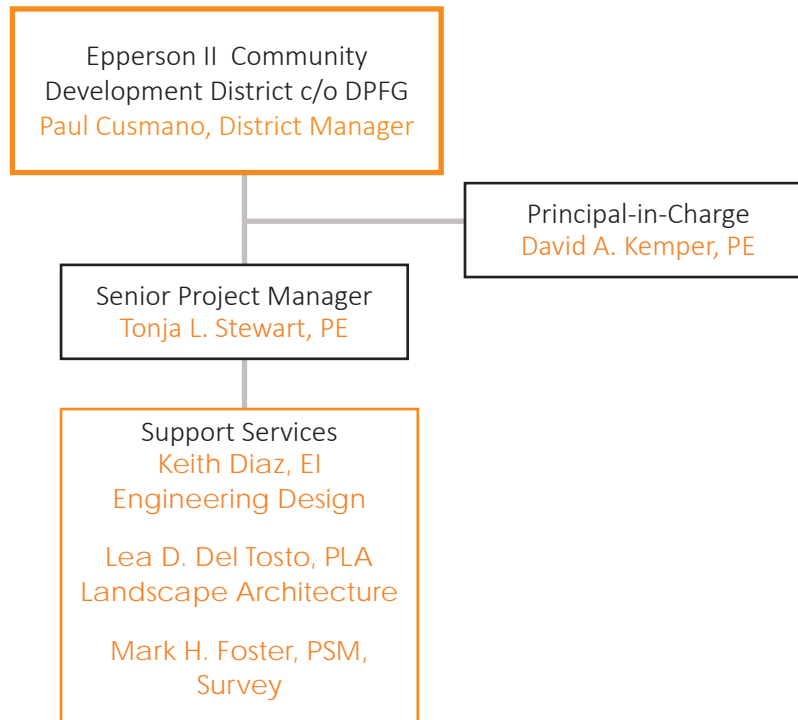 Epperson II Community
Development District c/o DPFG
Paul Cusmano, District Manager
Principal-in-Charge
David A. Kemper, PE
Senior Project Manager
Tonja L. Stewart, PE
Support Services
Keith Diaz, EI
Engineering Design
Lea D. Del Tosto, PLA
Landscape Architecture
Mark H. Foster, PSM,
Survey